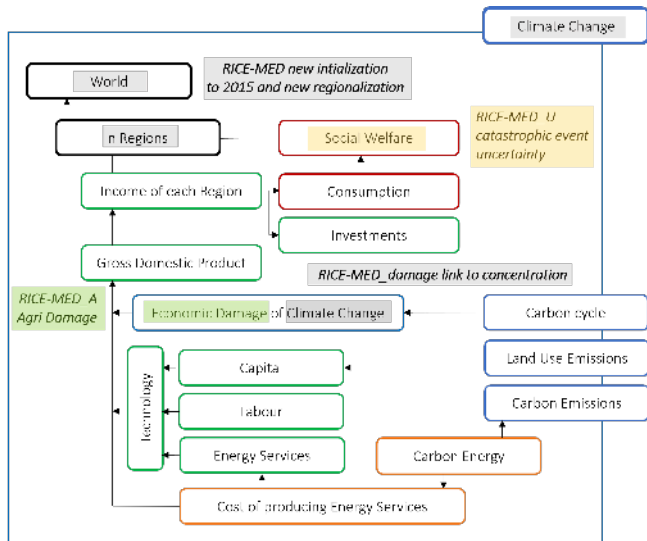 Climate Change
World
RICE-MED new intialization
to 2015 and new regionalization
n Regions
Social Welfare
RICE-MED_U
catastrophic event
uncertainty
Income of each Region
Consumption
Investments
Gross Domestic Product
RICE-MED_damage link to concentration
RICE-MED_A
Agri Damage
Economic Damage of Climate Change
Carbon cycle
Land Use Emissions
Capita
Technology
Labour
Carbon Emissions
Energy Services
Carbon Energy
Cost of producing Energy Services